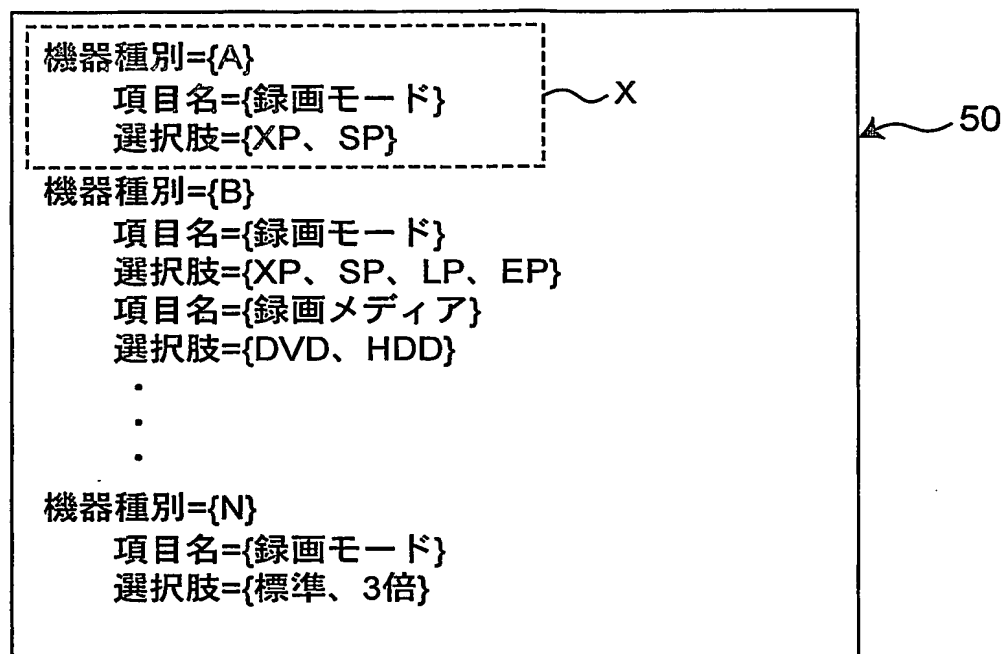 機器種別={A}
項目名={録画モード}
選択肢={XP、SP}
X
50
機器種別={B}
項目名={録画モード}
選択肢={XP、SP、LP、EP}
項目名={録画メディア}
選択肢={DVD、HDD}
・
・
・
機器種別={N}
項目名={録画モード}
選択肢={標準、3倍}